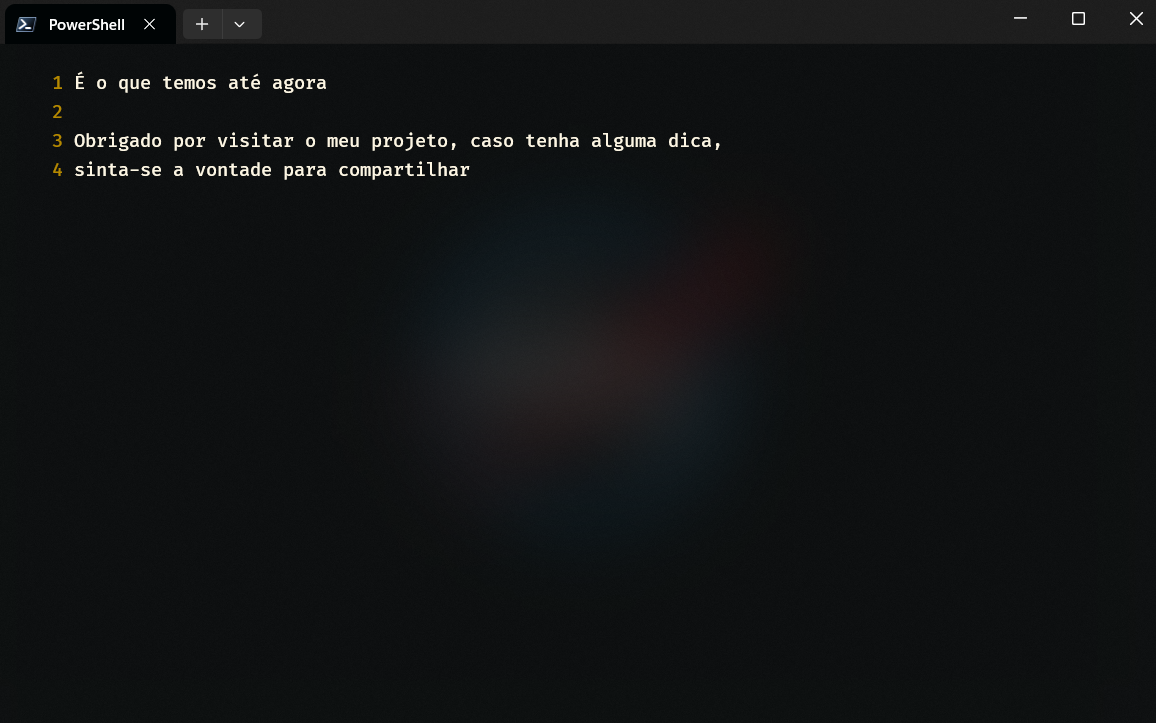 PowerShell
1 É o que temos até agora
2
3 Obrigado por visitar o meu projeto, caso tenha alguma dica,
4 sinta-se a vontade para compartilhar